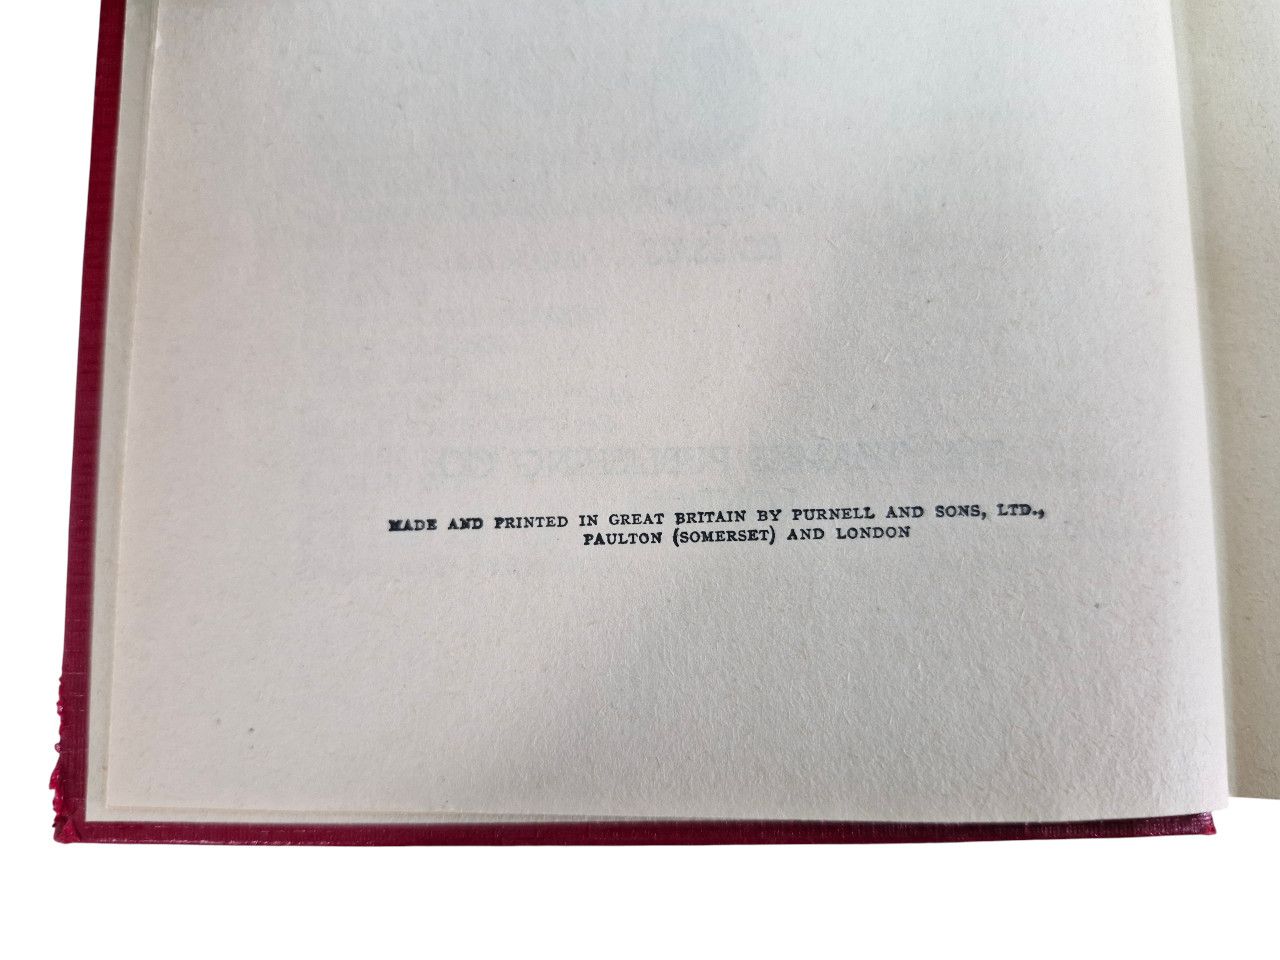 MADE AND PRINTED IN GREAT BRITAIN BY PURNELL AND SONS, LTD.,
PAULTON (SOMERSET) AND LONDON